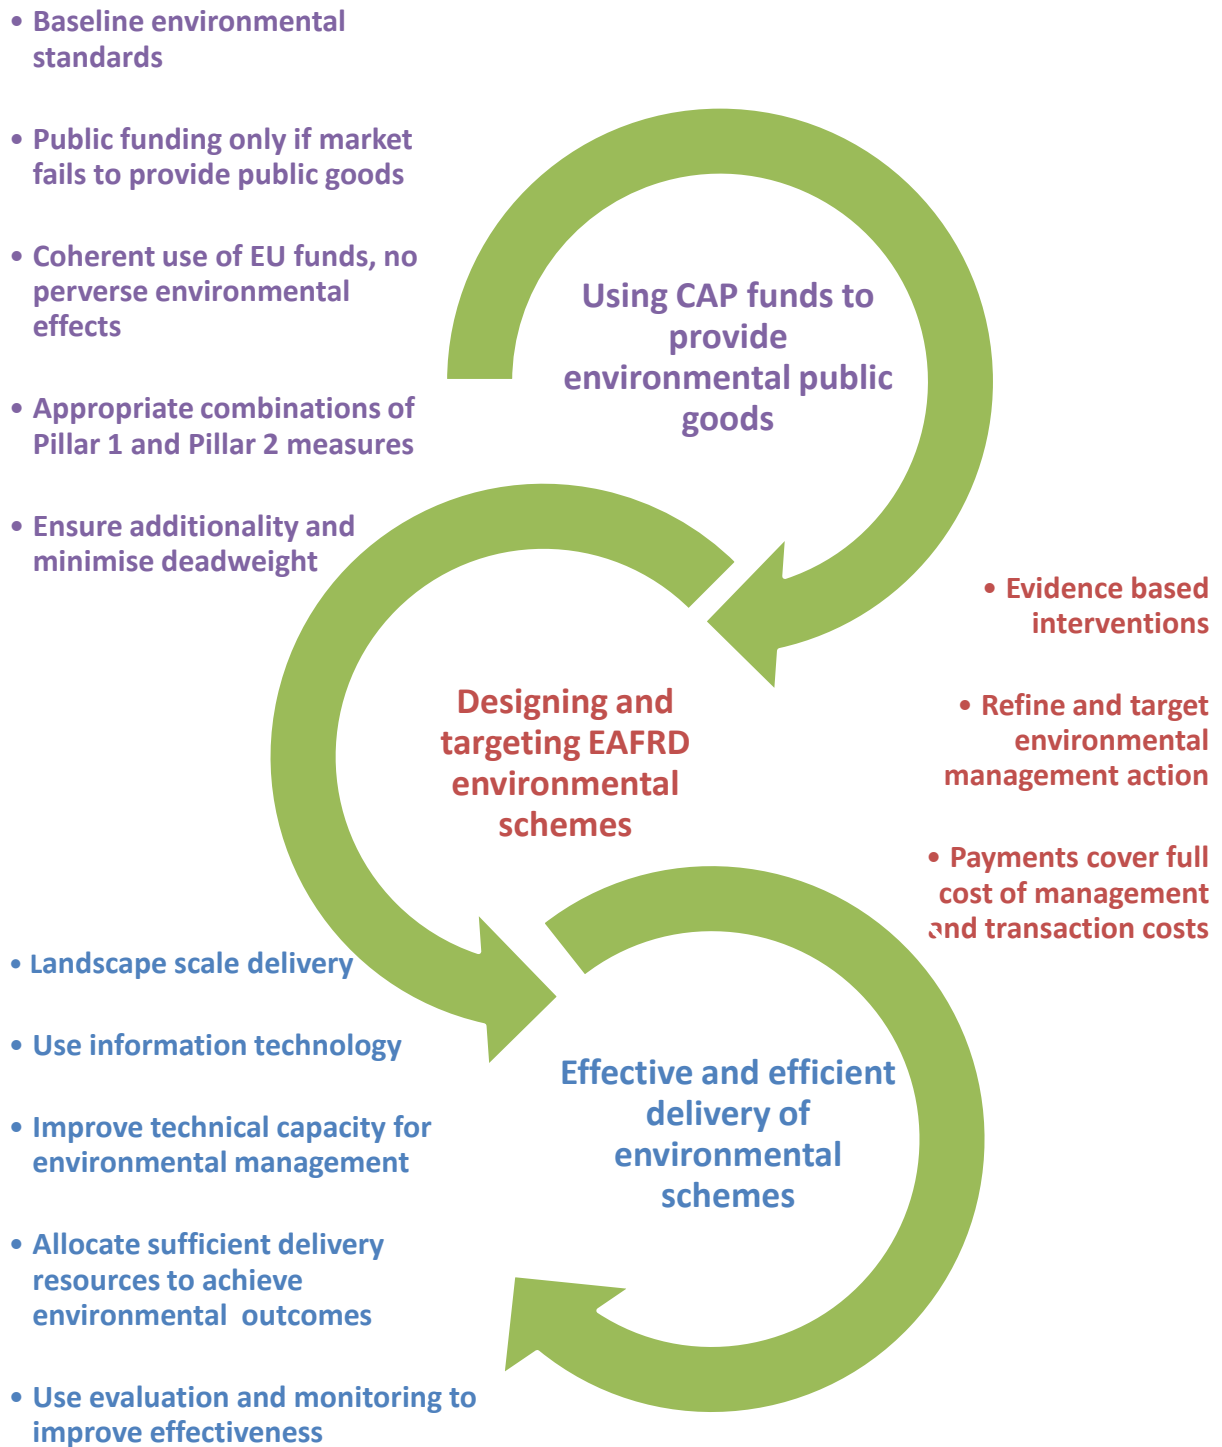 • Baseline environmental
standards
• Public funding only if market
fails to provide public goods
• Coherent use of EU funds, no
perverse environmental
effects
• Appropriate combinations of
Pillar 1 and Pillar 2 measures
• Ensure additionality and
minimise deadweight
Using CAP funds to
provide
environmental public
goods
• Evidence based
interventions
• Refine and target
environmental
management action
• Payments cover full
cost of management
and transaction costs
Designing and
targeting EAFRD
environmental
schemes
• Landscape scale delivery
• Use information technology
• Improve technical capacity for
environmental management
• Allocate sufficient delivery
resources to achieve
environmental outcomes
• Use evaluation and monitoring to
improve effectiveness
Effective and efficient
delivery of
environmental
schemes